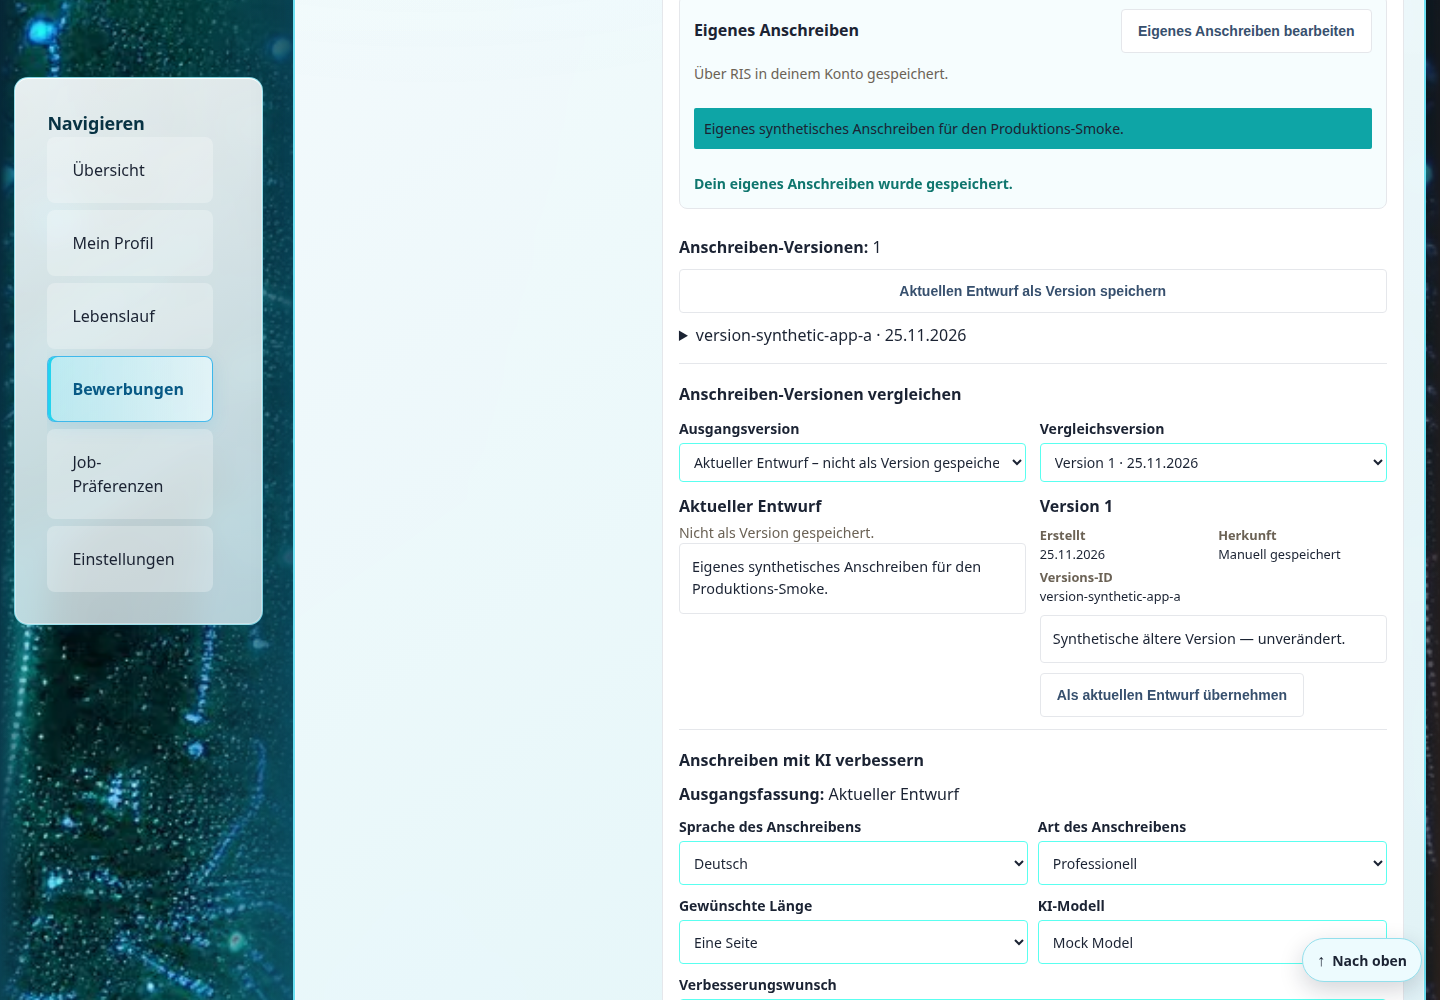 Navigieren
Übersicht
Mein Profil
Lebenslauf
Bewerbungen
Job-
Präferenzen
Einstellungen
Eigenes Anschreiben
Eigenes Anschreiben bearbeiten
Über RIS in deinem Konto gespeichert.
Eigenes synthetisches Anschreiben für den Produktions-Smoke.
Dein eigenes Anschreiben wurde gespeichert.
Anschreiben-Versionen: 1
Aktuellen Entwurf als Version speichern
▶ version-synthetic-app-a · 25.11.2026
Anschreiben-Versionen vergleichen
Ausgangsversion
Aktueller Entwurf – nicht als Version gespeiche
Vergleichsversion
Version 1 · 25.11.2026
Aktueller Entwurf
Nicht als Version gespeichert.
Eigenes synthetisches Anschreiben für den
Produktions-Smoke.
Version 1
Erstellt
25.11.2026
Herkunft
Manuell gespeichert
Versions-ID
version-synthetic-app-a
Synthetische ältere Version — unverändert.
Als aktuellen Entwurf übernehmen
Anschreiben mit KI verbessern
Ausgangsfassung: Aktueller Entwurf
Sprache des Anschreibens
Deutsch
Art des Anschreibens
Professionell
Gewünschte Länge
Eine Seite
KI-Modell
Mock Model
Verbesserungswunsch
↑ Nach oben